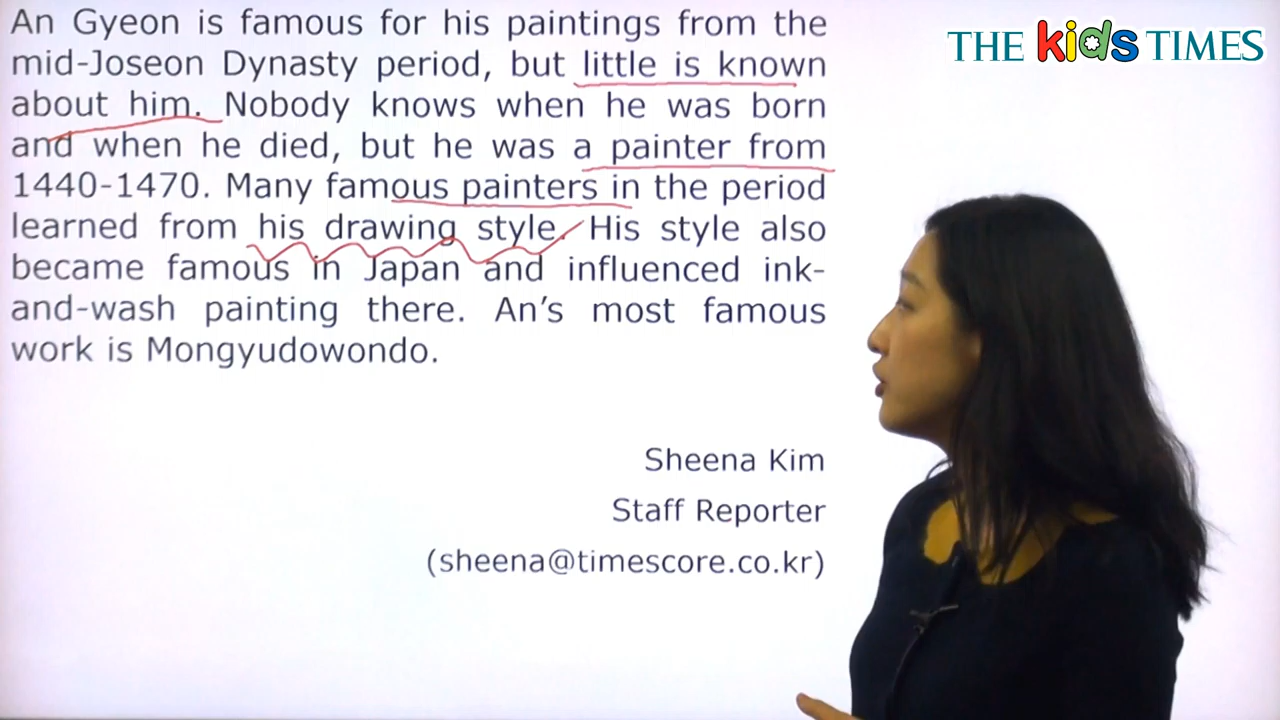 An Gyeon is famous for his paintings from the
mid-Joseon Dynasty period, but little is known
about him. Nobody knows when he was born
and when he died, but he was a painter from
1440-1470. Many famous painters in the period
learned from his drawing style. His style also
became famous in Japan and influenced ink-
and-wash painting there. An's most famous
work is Mongyudowondo.
Sheena Kim
Staff Reporter
(sheena@timescore.co.kr)
THE kids TIMES